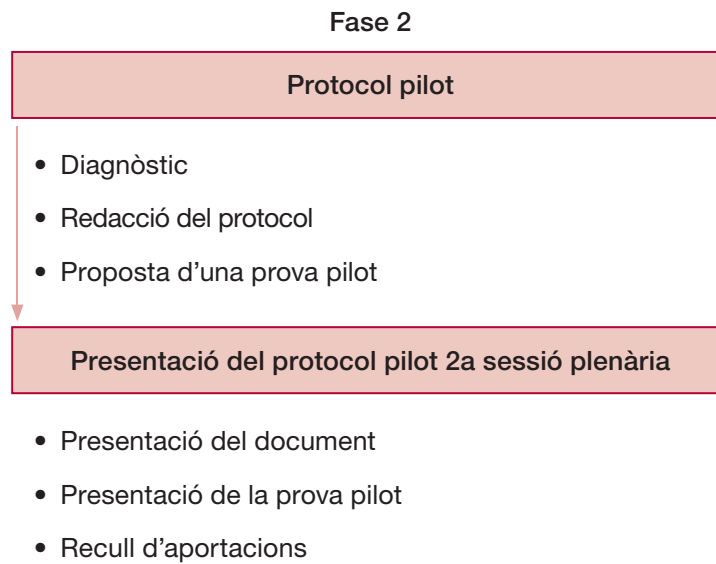 Fase 2
Protocol pilot
• Diagnòstic
• Redacció del protocol
• Proposta d’una prova pilot
Presentació del protocol pilot 2a sessió plenària
• Presentació del document
• Presentació de la prova pilot
• Recull d’aportacions